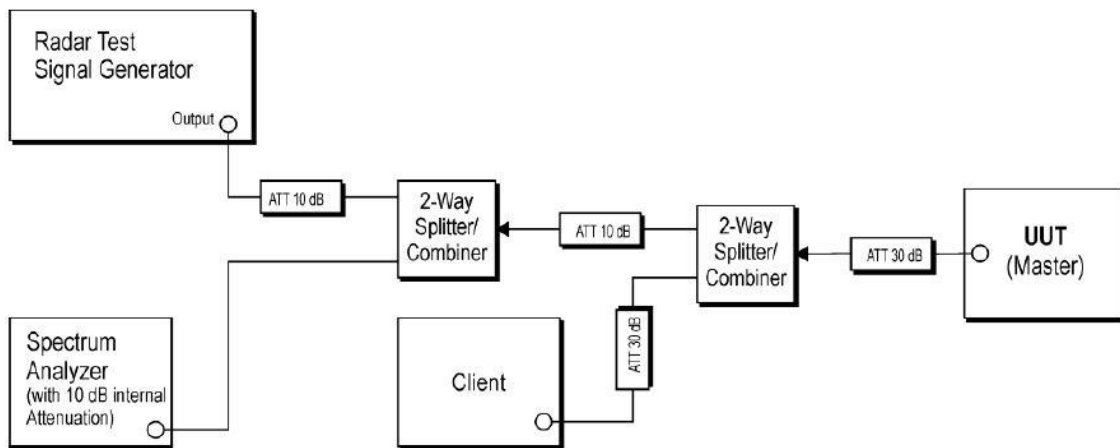 Radar Test
Signal Generator
Output
ATT 10 dB
2-Way
Splitter/
Combiner
ATT 10 dB
2-Way
Splitter/
Combiner
ATT 30 dB
UUT
(Master)
Spectrum
Analyzer
(with 10 dB internal
Attenuation)
Client
ATT 30 dB